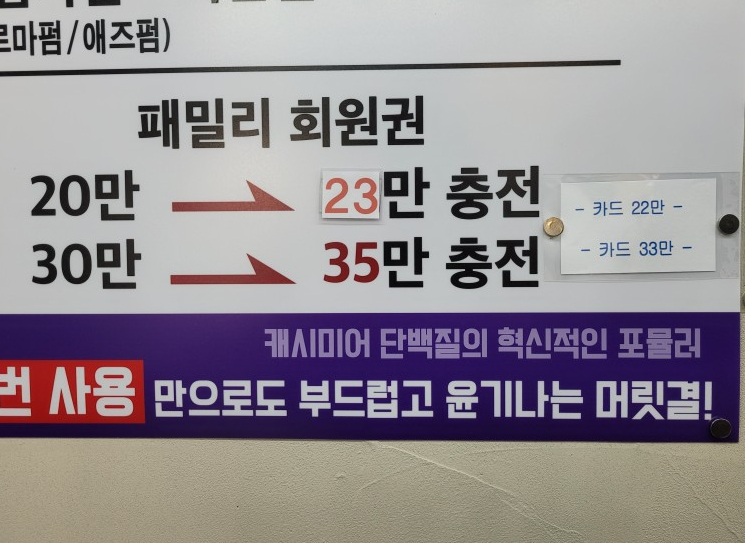 르마펌/애즈펌)
패밀리 회원권
20만 23만 충전
- 카드 22만 -
30만 35만 충전
- 카드 33만 -
캐시미어 단백질의 혁신적인 포뮬러
번 사용 만으로도 부드럽고 윤기나는 머릿결!